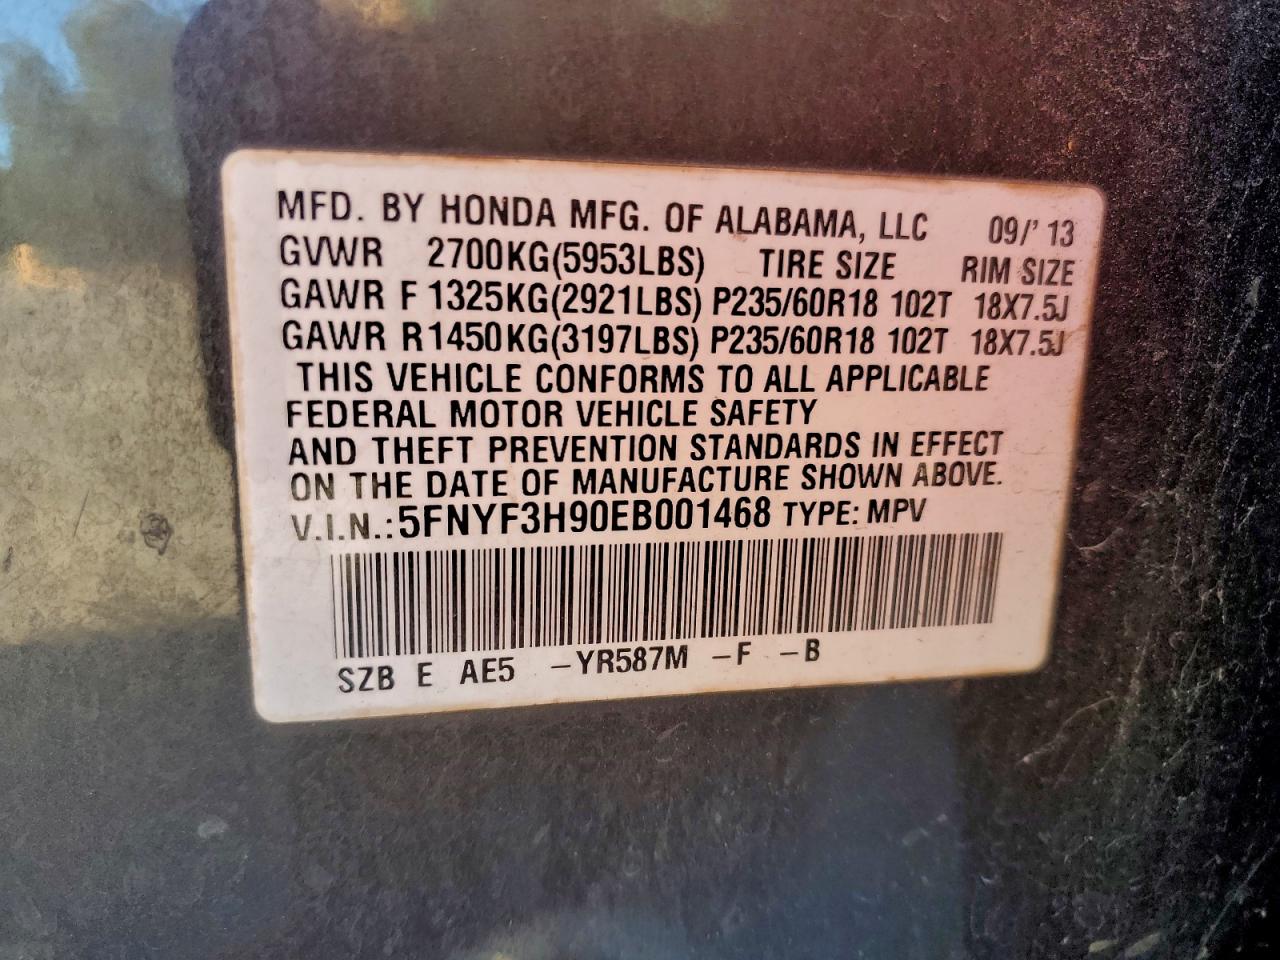 MFD. BY HONDA MFG. OF ALABAMA, LLC 09/'13
GVWR 2700KG(5953LBS) TIRE SIZE RIM SIZE
GAWR F 1325KG(2921LBS) P235/60R18 102T 18X7.5J
GAWR R1450KG(3197LBS) P235/60R18 102T 18X7.5J
THIS VEHICLE CONFORMS TO ALL APPLICABLE
FEDERAL MOTOR VEHICLE SAFETY
AND THEFT PREVENTION STANDARDS IN EFFECT
ON THE DATE OF MANUFACTURE SHOWN ABOVE.
V.I.N.:5FNYF3H90EB001468 TYPE: MPV
SZB E AE5 -YR587M -F -B